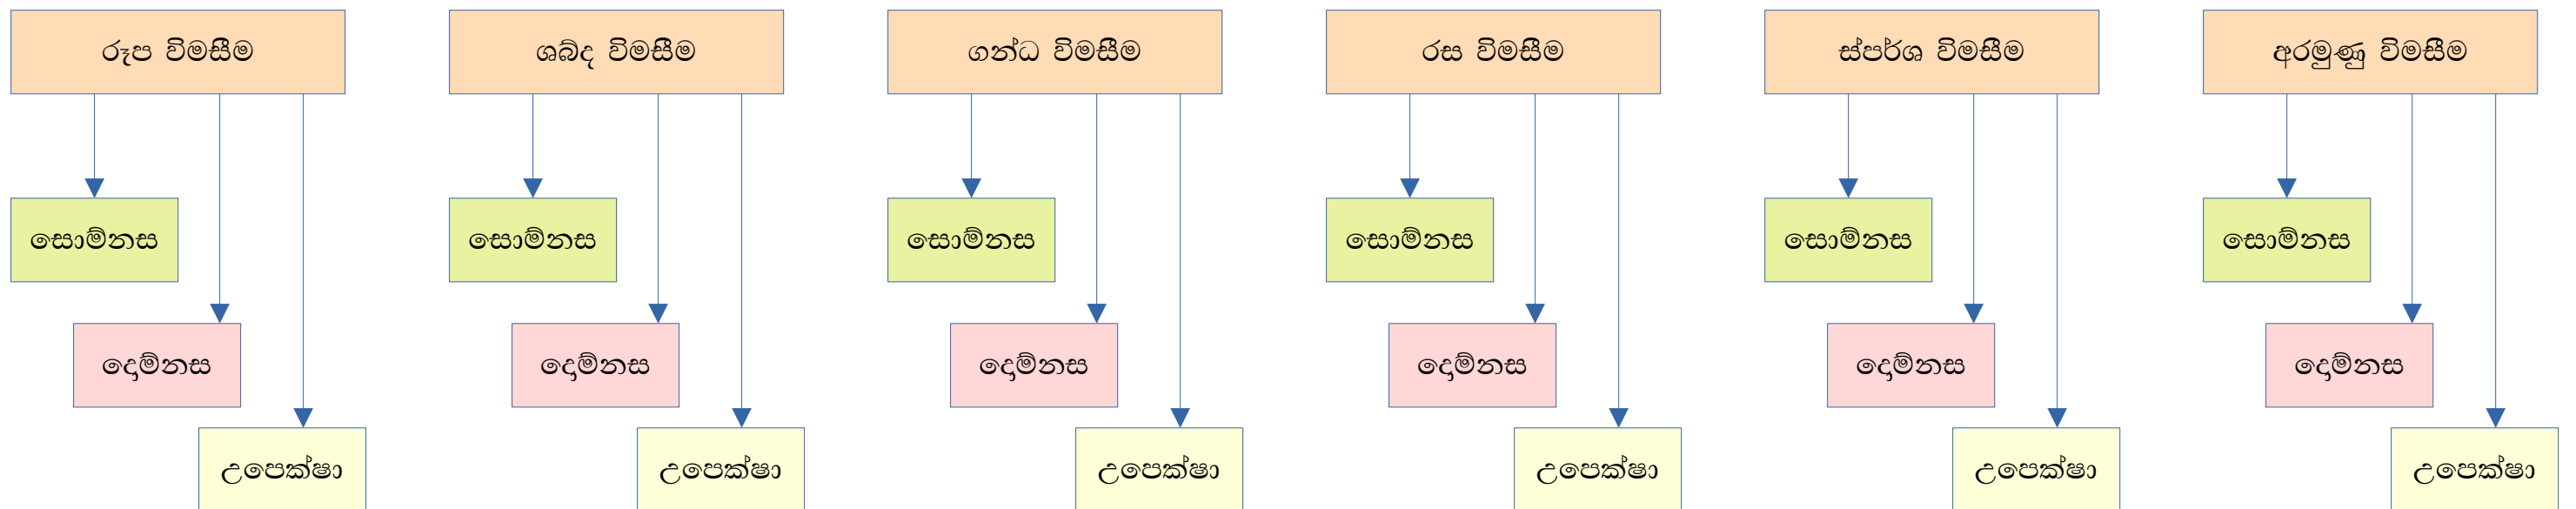 රූප විමසීම
ශබ්ද විමසීම
ගන්ධ විමසීම
රස විමසීම
ස්පර්ශ විමසීම
අරමුණු විමසීම
සොම්නස
සොම්නස
සොම්නස
සොම්නස
සොම්නස
සොම්නස
දොම්නස
දොම්නස
දොම්නස
දොම්නස
දොම්නස
දොම්නස
උපෙක්ෂා
උපෙක්ෂා
උපෙක්ෂා
උපෙක්ෂා
උපෙක්ෂා
උපෙක්ෂා